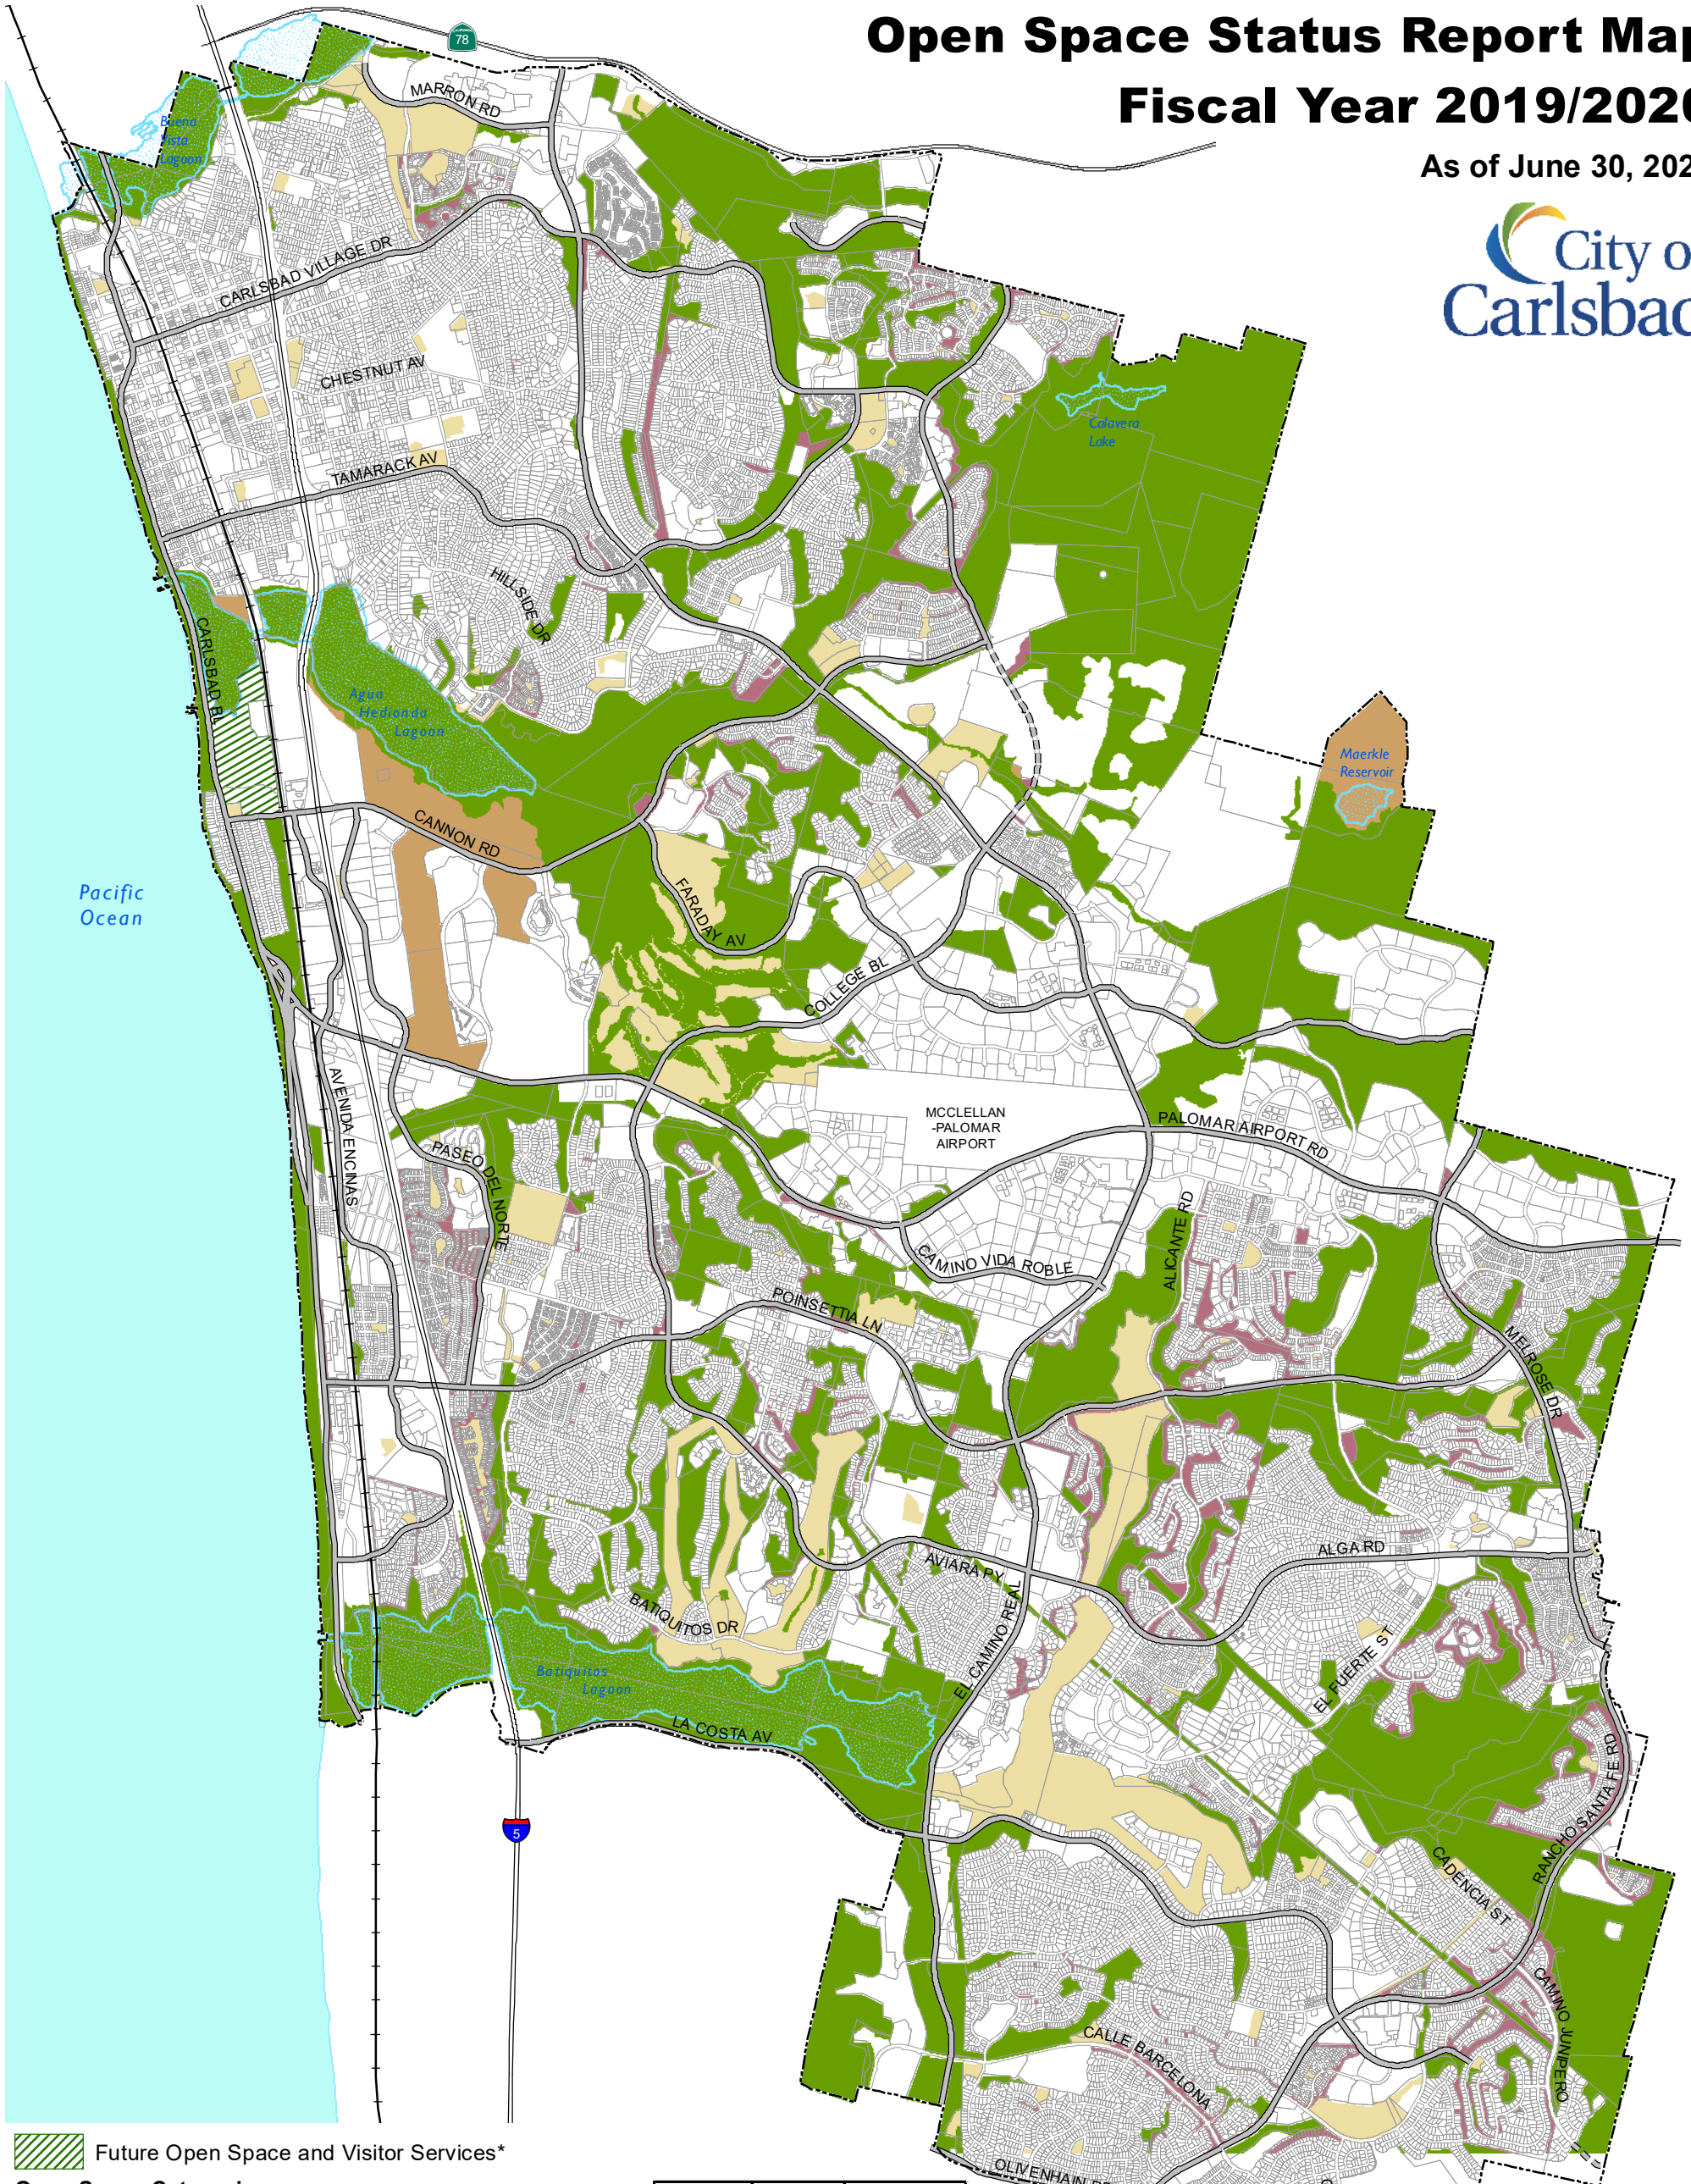 Open Space Status Report Map
Fiscal Year 2019/2020
As of June 30, 202
City o
Carlsbad
78
MARRON RD
Buena
Vista
Lagoon
CARLSBAD VILLAGE DR
CHESTNUT AV
Calavera
Lake
TAMARACK AV
HILLSIDE DR
CARLSBAD BL
Agua
Hedionda
Lagoon
Maerkle
Reservoir
CANNON RD
Pacific
Ocean
FARADAY AV
COLLEGE BL
MCCLELLAN
-PALOMAR
AIRPORT
PALOMAR AIRPORT RD
AVENIDA ENCINAS
PASEO DEL NORTE
ALICANTE RD
CAMINO VIDA ROBLE
POINSETTIA LN
MELROSE DR
ALGA RD
AVIARA PY
BATIQUITOS DR
EL CAMINO REAL
EL FUERTE ST
Batiquitos
Lagoon
LA COSTA AV
RANCHO SANTA FE RD
5
CADENCIA ST
CAMINO JUNIPERO
CALLE BARCELONA
Future Open Space and Visitor Services*
OLIVENHAIN